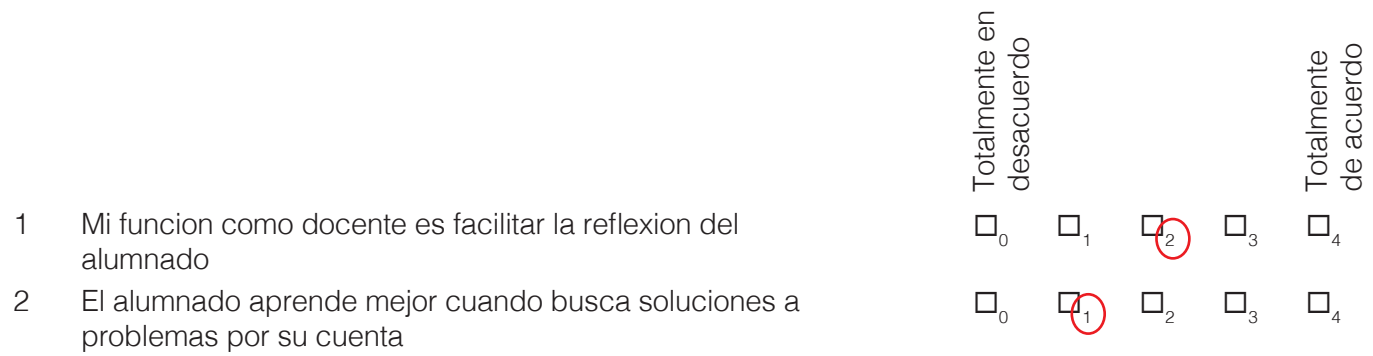 Totalmente en
desacuerdo
Totalmente
de acuerdo
1 Mi funcion como docente es facilitar la reflexion del
alumnado
□0 □1 □2 □3 □4
2 El alumnado aprende mejor cuando busca soluciones a
problemas por su cuenta
□0 □1 □2 □3 □4